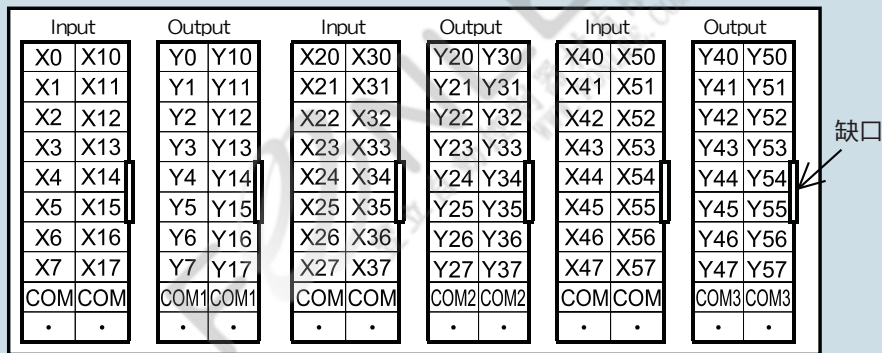 Input Output Input Output Input Output
X0 X10 Y0 Y10 X20 X30 Y20 Y30 X40 X50 Y40 Y50
X1 X11 Y1 Y11 X21 X31 Y21 Y31 X41 X51 Y41 Y51
X2 X12 Y2 Y12 X22 X32 Y22 Y32 X42 X52 Y42 Y52
X3 X13 Y3 Y13 X23 X33 Y23 Y33 X43 X53 Y43 Y53
缺口
X4 X14 Y4 Y14 X24 X34 Y24 Y34 X44 X54 Y44 Y54
X5 X15 Y5 Y15 X25 X35 Y25 Y35 X45 X55 Y45 Y55
X6 X16 Y6 Y16 X26 X36 Y26 Y36 X46 X56 Y46 Y56
X7 X17 Y7 Y17 X27 X37 Y27 Y37 X47 X57 Y47 Y57
COM COM COM1 COM1 COM COM COM2 COM2 COM COM COM3 COM3
· · · · · · · · · · · ·